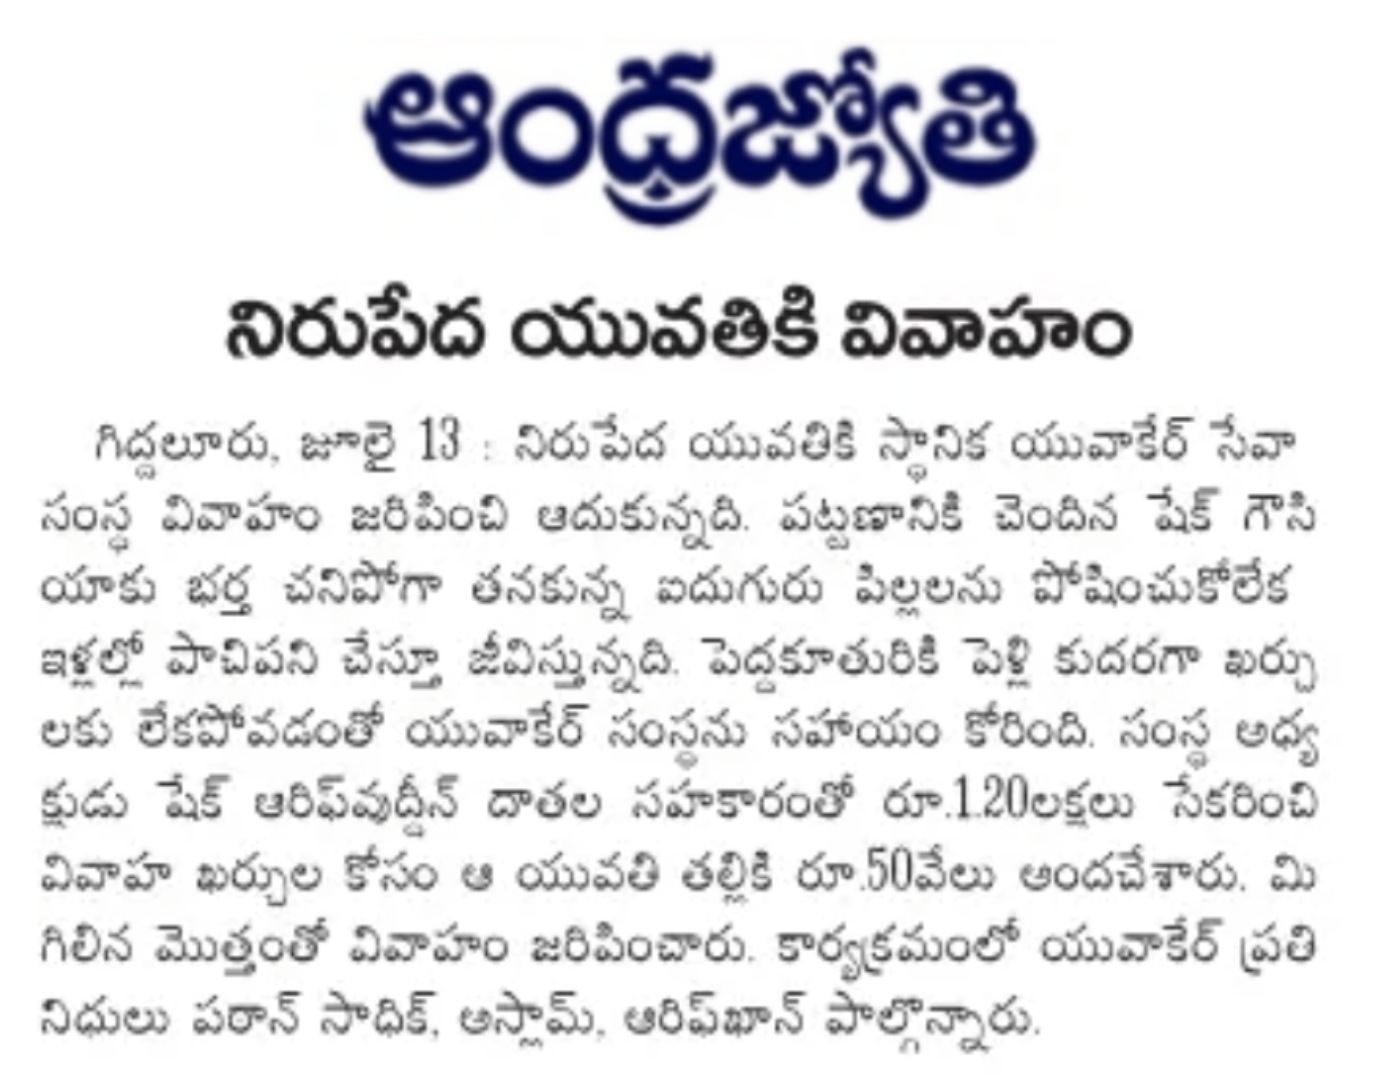 ఆంధ్రజ్యోతి
నిరుపేద యువతికి వివాహం
గిద్దలూరు, జూలై 13 : నిరుపేద యువతికి స్థానిక యువాకేర్ సేవా
సంస్థ వివాహం జరిపించి ఆదుకున్నది. పట్టణానికి చెందిన షేక్ గౌసి
యాకు భర్త చనిపోగా తనకున్న ఐదుగురు పిల్లలను పోషించుకోలేక
ఇళ్లల్లో పాచిపని చేస్తూ జీవిస్తున్నది. పెద్దకూతురికి పెళ్లి కుదరగా ఖర్చు
లకు లేకపోవడంతో యువాకేర్ సంస్థను సహాయం కోరింది. సంస్థ అధ్య
క్షుడు షేక్ ఆరిఫ్‌వుద్దీన్ దాతల సహకారంతో రూ.1.20లక్షలు సేకరించి
వివాహ ఖర్చుల కోసం ఆ యువతి తల్లికి రూ.50వేలు అందచేశారు. మి
గిలిన మొత్తంతో వివాహం జరిపించారు. కార్యక్రమంలో యువాకేర్ ప్రతి
నిధులు పఠాన్ సాధిక్, అస్లామ్, ఆరిఫ్‌ఖాన్ పాల్గొన్నారు.